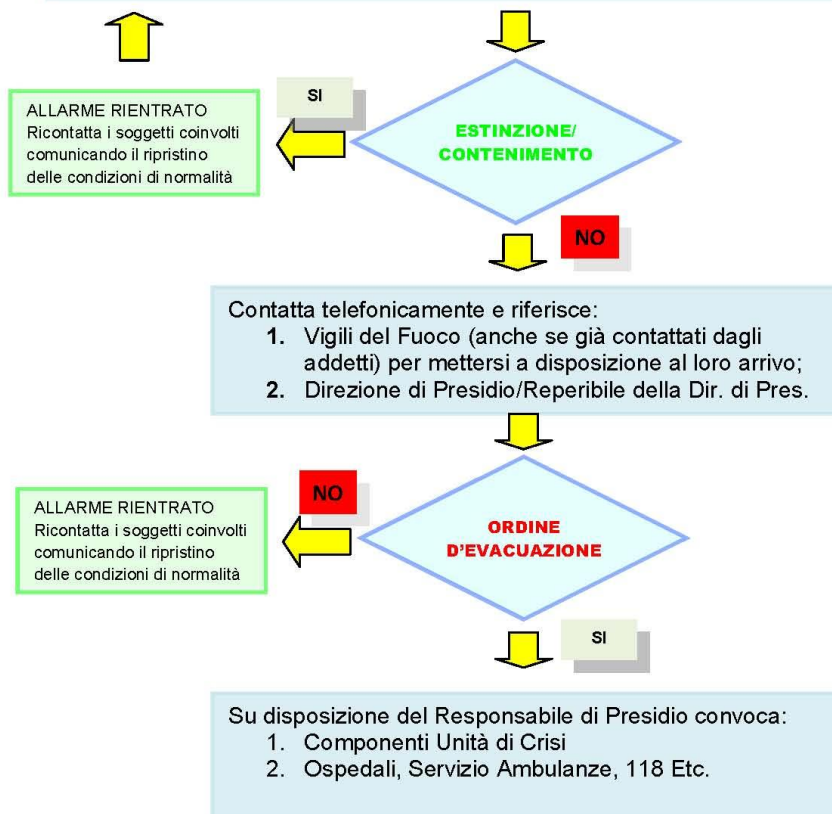 SI
ALLARME RIENTRATO
Ricontatta i soggetti coinvolti
comunicando il ripristino
delle condizioni di normalità
ESTINZIONE/
CONTENIMENTO
NO
Contatta telefonicamente e riferisce:
1. Vigili del Fuoco (anche se già contattati dagli
addetti) per mettersi a disposizione al loro arrivo;
2. Direzione di Presidio/Reperibile della Dir. di Pres.
NO
ALLARME RIENTRATO
Ricontatta i soggetti coinvolti
comunicando il ripristino
delle condizioni di normalità
ORDINE
D'EVACUAZIONE
SI
Su disposizione del Responsabile di Presidio convoca:
1. Componenti Unità di Crisi
2. Ospedali, Servizio Ambulanze, 118 Etc.